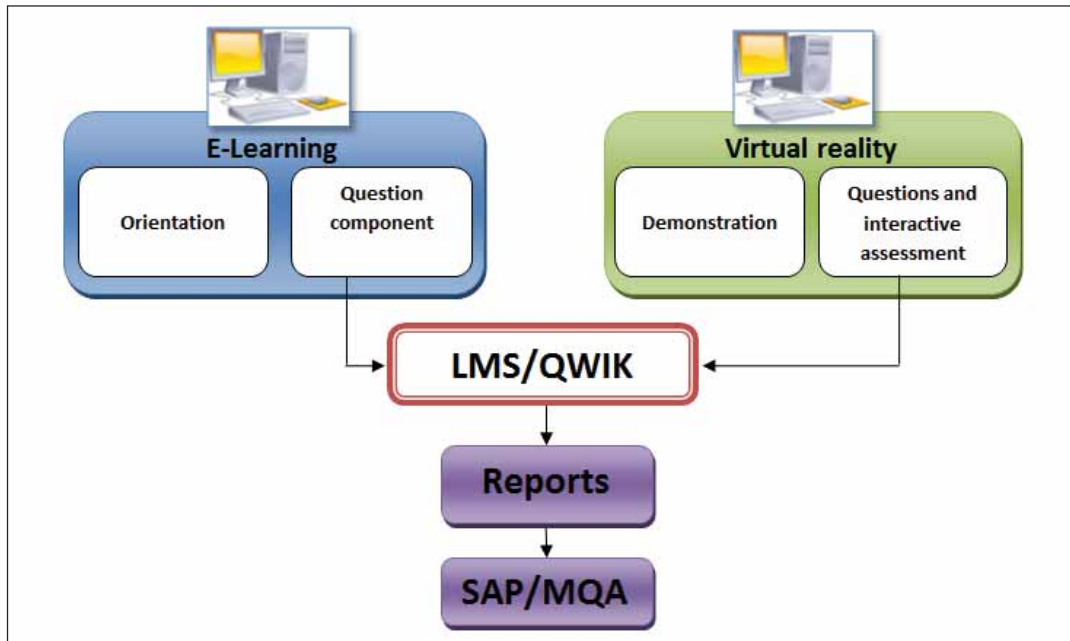 E-Learning
Orientation
Question
component
Virtual reality
Demonstration
Questions and
interactive
assessment
LMS/QWIK
Reports
SAP/MQA